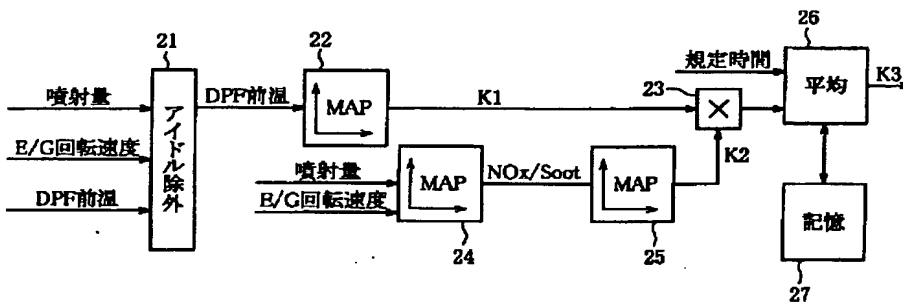 21
22
26
噴射量
E/G回転速度
DPF前温
アイドル除外
DPF前温
MAP
K1
23
×
規定時間
平均
K3
噴射量
E/G回転速度
MAP
24
NOx/Soot
MAP
25
K2
記憶
27